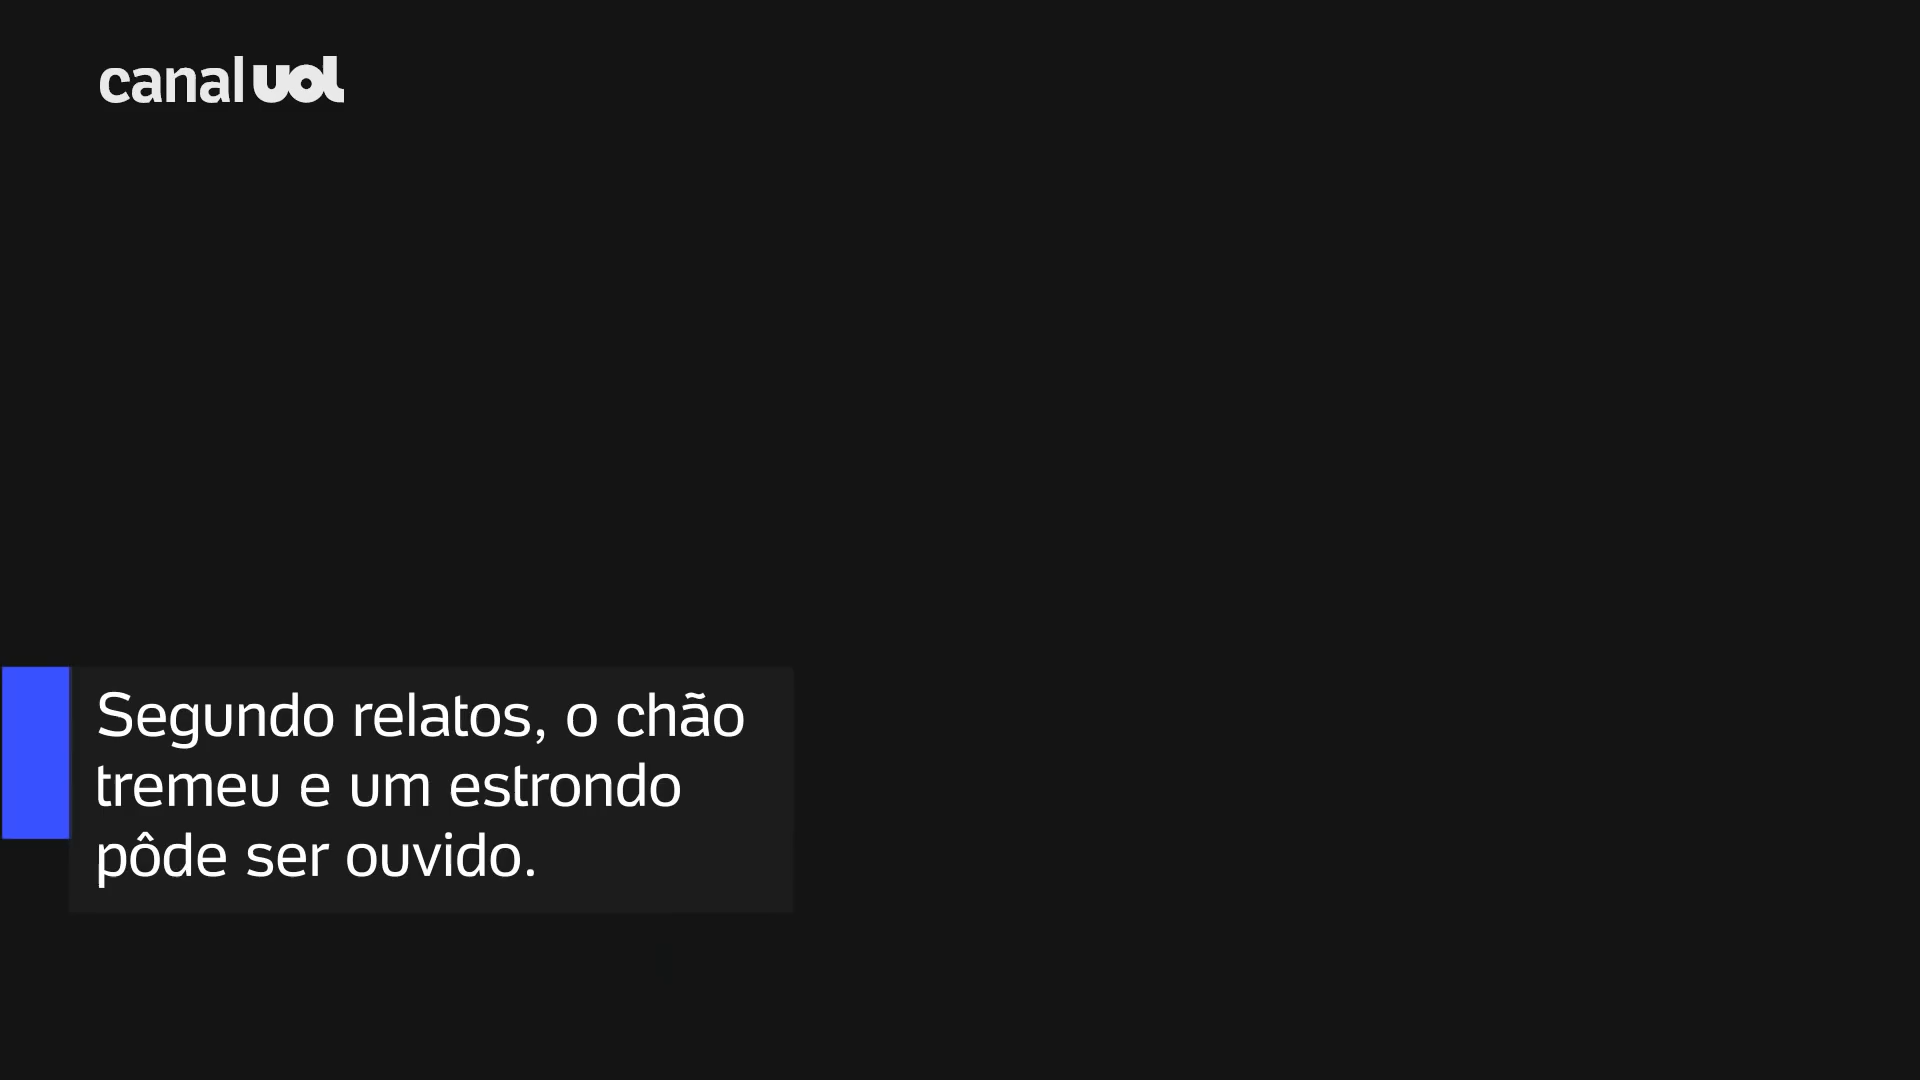 canal uol
Segundo relatos, o chão
tremeu e um estrondo
pôde ser ouvido.